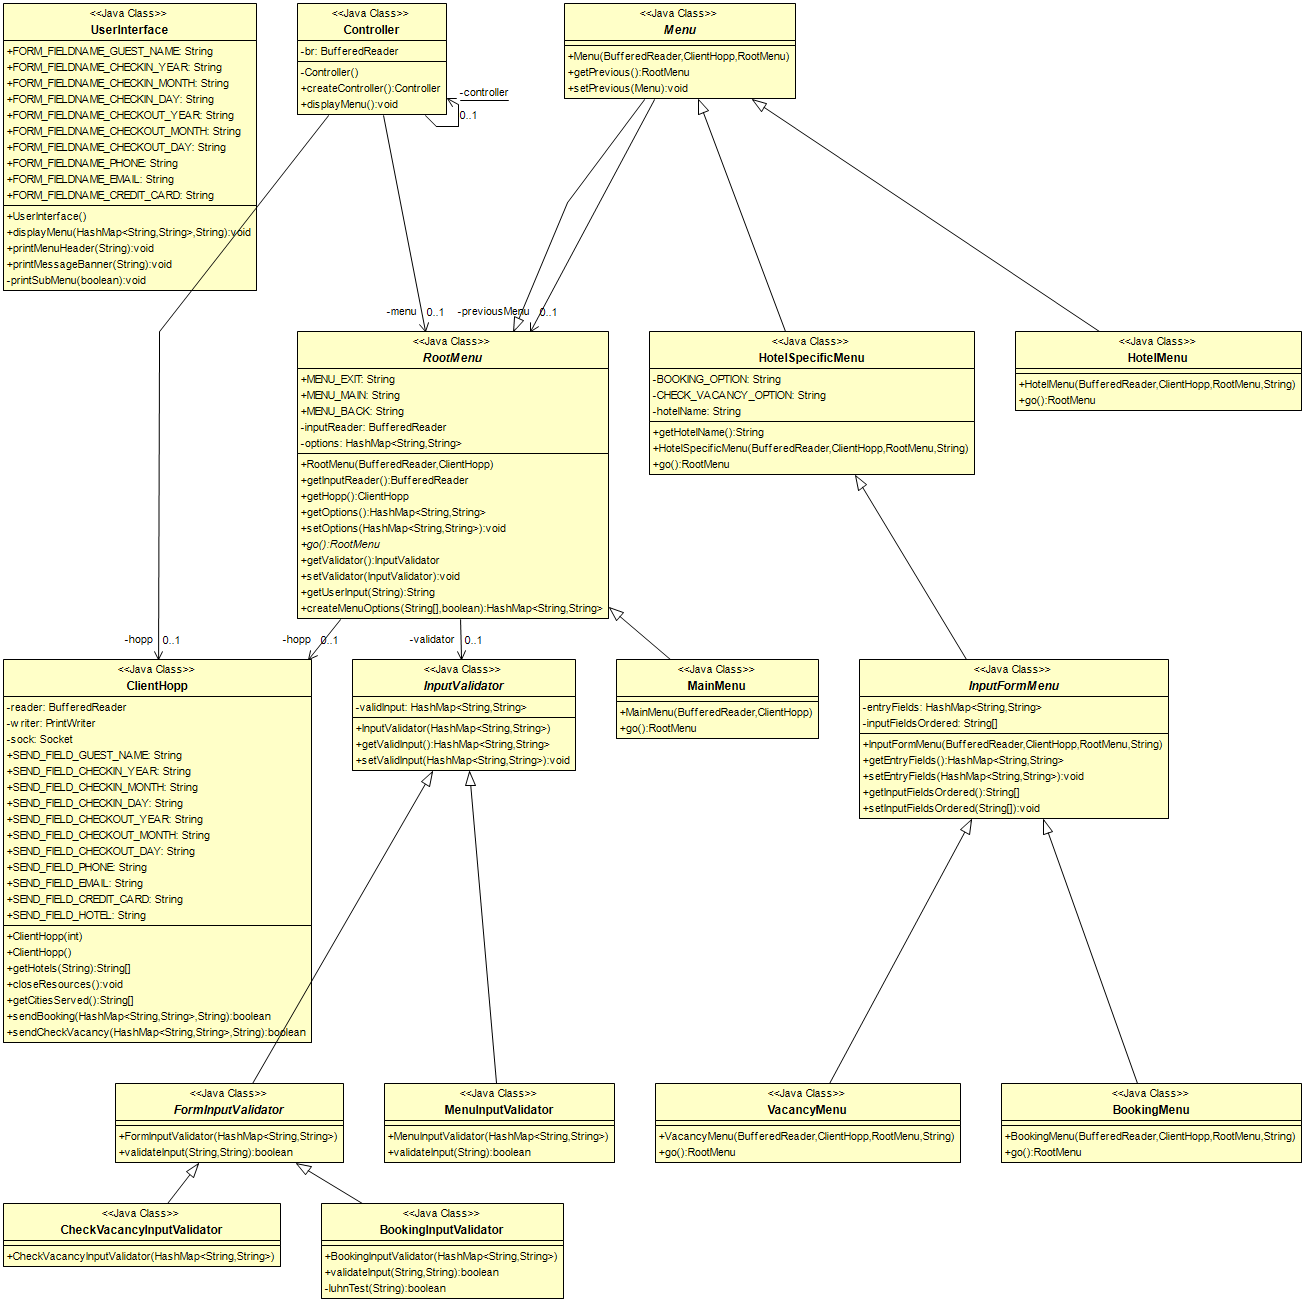 <<Java Class>>
UserInterface
+FORM_FIELDNAME_GUEST_NAME: String
+FORM_FIELDNAME_CHECKIN_YEAR: String
+FORM_FIELDNAME_CHECKIN_MONTH: String
+FORM_FIELDNAME_CHECKIN_DAY: String
+FORM_FIELDNAME_CHECKOUT_YEAR: String
+FORM_FIELDNAME_CHECKOUT_MONTH: String
+FORM_FIELDNAME_CHECKOUT_DAY: String
+FORM_FIELDNAME_PHONE: String
+FORM_FIELDNAME_EMAIL: String
+FORM_FIELDNAME_CREDIT_CARD: String
+UserInterface()
+displayMenu(HashMap<String,String>,String):void
+printMenuHeader(String):void
+printMessageBanner(String):void
-printSubMenu(boolean):void
<<Java Class>>
Controller
-br: BufferedReader
-Controller()
+createController():Controller
+displayMenu():void
-controller
0..1
<<Java Class>>
Menu
+Menu(BufferedReader,ClientHopp,RootMenu)
+getPrevious():RootMenu
+setPrevious(Menu):void
-menu 0..1
-previousMenu 0..1
<<Java Class>>
RootMenu
+MENU_EXIT: String
+MENU_MAIN: String
+MENU_BACK: String
-inputReader: BufferedReader
-options: HashMap<String,String>
+RootMenu(BufferedReader,ClientHopp)
+getInputReader():BufferedReader
+getHopp():ClientHopp
+getOptions():HashMap<String,String>
+setOptions(HashMap<String,String>):void
+go():RootMenu
+getValidator():InputValidator
+setValidator(InputValidator):void
+getUserInput(String):String
+createMenuOptions(String[],boolean):HashMap<String,String>
<<Java Class>>
HotelSpecificMenu
-BOOKING_OPTION: String
-CHECK_VACANCY_OPTION: String
-hotelName: String
+getHotelName():String
+HotelSpecificMenu(BufferedReader,ClientHopp,RootMenu,String)
+go():RootMenu
<<Java Class>>
HotelMenu
+HotelMenu(BufferedReader,ClientHopp,RootMenu,String)
+go():RootMenu
-hopp 0..1
-hopp 0..1
-validator 0..1
<<Java Class>>
ClientHopp
-reader: BufferedReader
-writer: PrintWriter
-sock: Socket
+SEND_FIELD_GUEST_NAME: String
+SEND_FIELD_CHECKIN_YEAR: String
+SEND_FIELD_CHECKIN_MONTH: String
+SEND_FIELD_CHECKIN_DAY: String
+SEND_FIELD_CHECKOUT_YEAR: String
+SEND_FIELD_CHECKOUT_MONTH: String
+SEND_FIELD_CHECKOUT_DAY: String
+SEND_FIELD_PHONE: String
+SEND_FIELD_EMAIL: String
+SEND_FIELD_CREDIT_CARD: String
+SEND_FIELD_HOTEL: String
+ClientHopp(int)
+ClientHopp()
+getHotels(String):String[]
+closeResources():void
+getCitiesServed():String[]
+sendBooking(HashMap<String,String>,String):boolean
+sendCheckVacancy(HashMap<String,String>,String):boolean
<<Java Class>>
InputValidator
-validInput: HashMap<String,String>
+InputValidator(HashMap<String,String>)
+getValidInput():HashMap<String,String>
+setValidInput(HashMap<String,String>):void
<<Java Class>>
MainMenu
+MainMenu(BufferedReader,ClientHopp)
+go():RootMenu
<<Java Class>>
InputFormMenu
-entryFields: HashMap<String,String>
-inputFieldsOrdered: String[]
+InputFormMenu(BufferedReader,ClientHopp,RootMenu,String)
+getEntryFields():HashMap<String,String>
+setEntryFields(HashMap<String,String>):void
+getInputFieldsOrdered():String[]
+setInputFieldsOrdered(String[]):void
<<Java Class>>
FormInputValidator
+FormInputValidator(HashMap<String,String>)
+validateInput(String,String):boolean
<<Java Class>>
MenuInputValidator
+MenuInputValidator(HashMap<String,String>)
+validateInput(String):boolean
<<Java Class>>
VacancyMenu
+VacancyMenu(BufferedReader,ClientHopp,RootMenu,String)
+go():RootMenu
<<Java Class>>
BookingMenu
+BookingMenu(BufferedReader,ClientHopp,RootMenu,String)
+go():RootMenu
<<Java Class>>
CheckVacancyInputValidator
+CheckVacancyInputValidator(HashMap<String,String>)
<<Java Class>>
BookingInputValidator
+BookingInputValidator(HashMap<String,String>)
+validateInput(String,String):boolean
-luhnTest(String):boolean